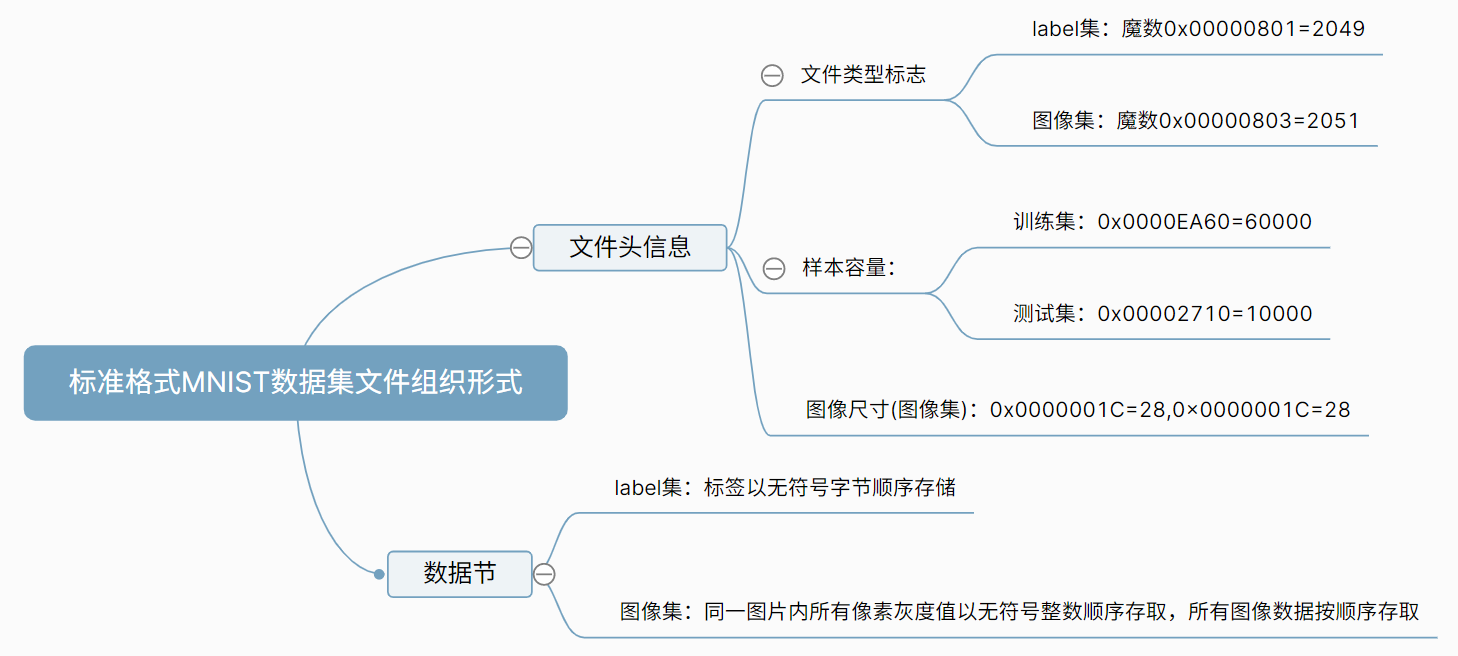 标准格式MNIST数据集文件组织形式
文件头信息
文件类型标志
label集：魔数0x00000801=2049
图像集：魔数0x00000803=2051
样本容量：
训练集：0x0000EA60=60000
测试集：0x00002710=10000
图像尺寸(图像集)：0x0000001C=28,0×0000001C=28
数据节
label集：标签以无符号字节顺序存储
图像集：同一图片内所有像素灰度值以无符号整数顺序存取，所有图像数据按顺序存取